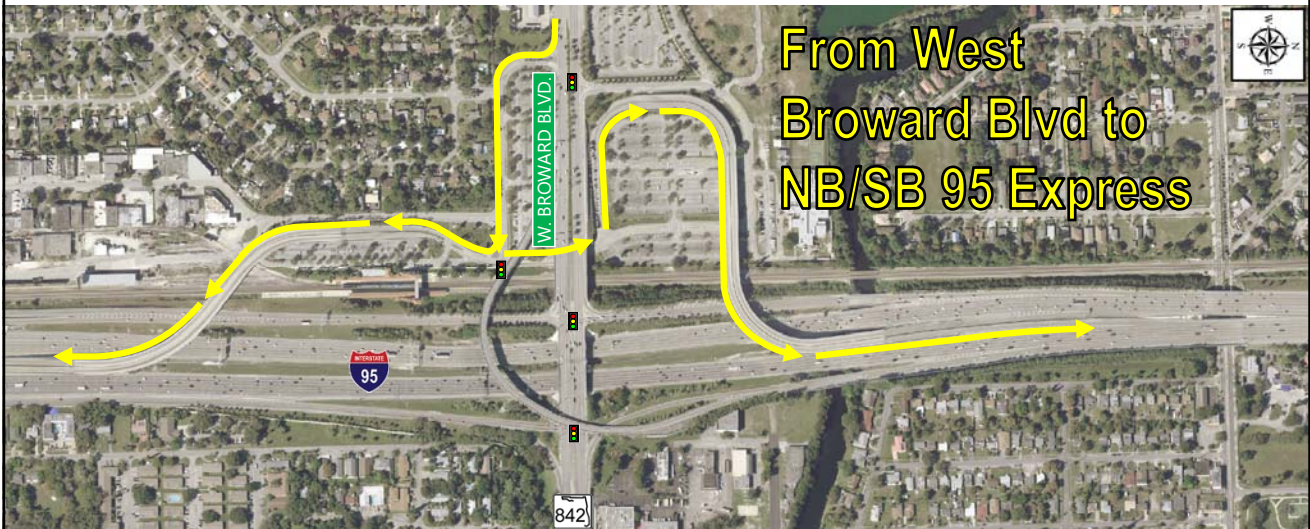 From West
Broward Blvd to
NB/SB 95 Express
W
S
N
E
W. BROWARD BLVD.
INTERSTATE
95
842